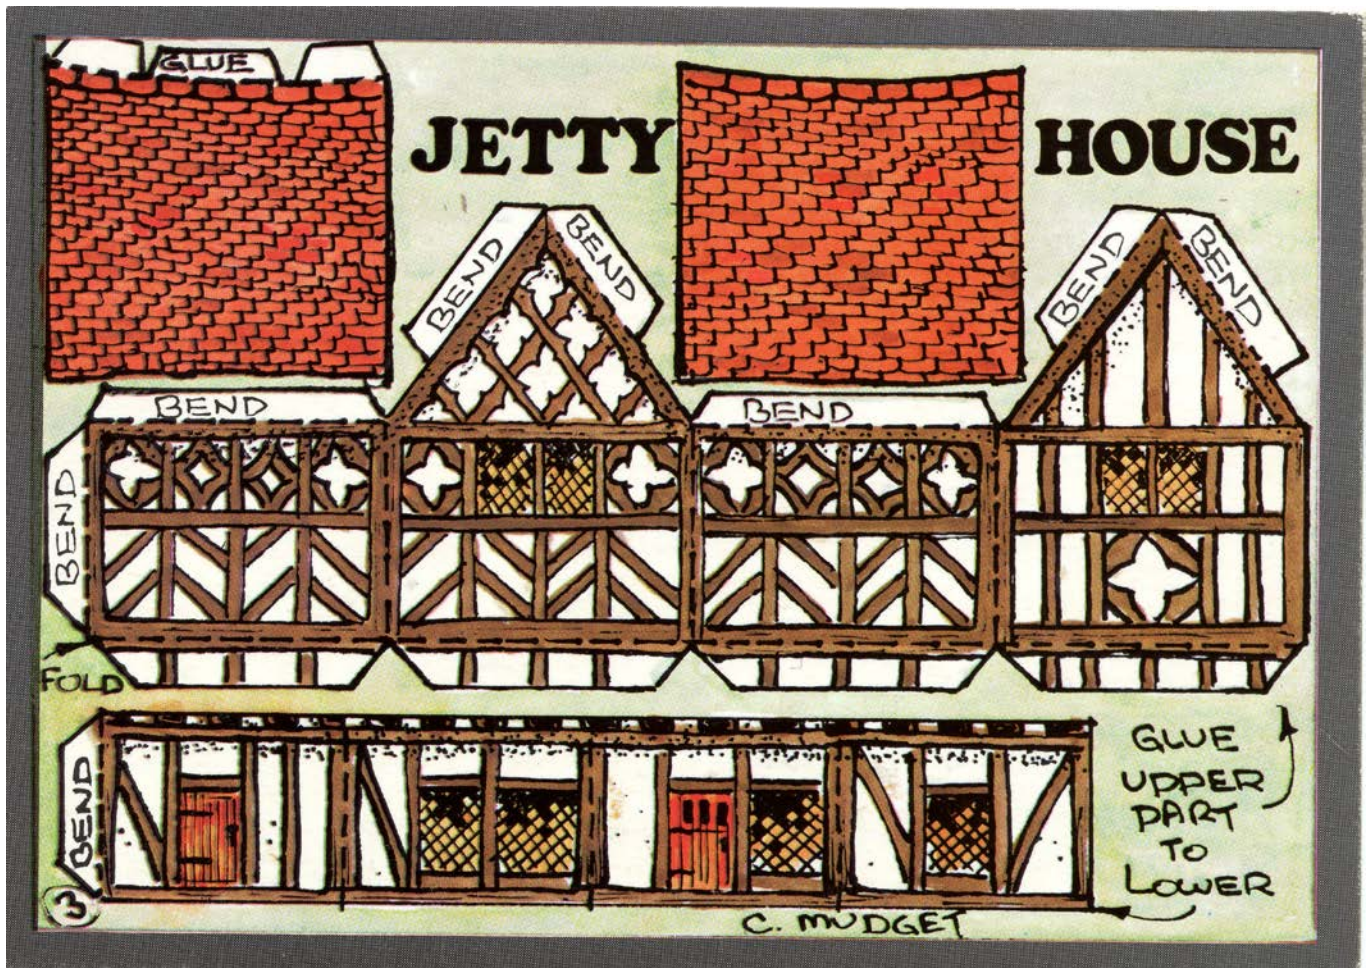 GLUE
JETTY HOUSE
BEND
BEND
BEND
BEND
BEND
BEND
BEND
FOLD
BEND
GLUE
UPPER
PART
TO
LOWER
3
C. MUDGET